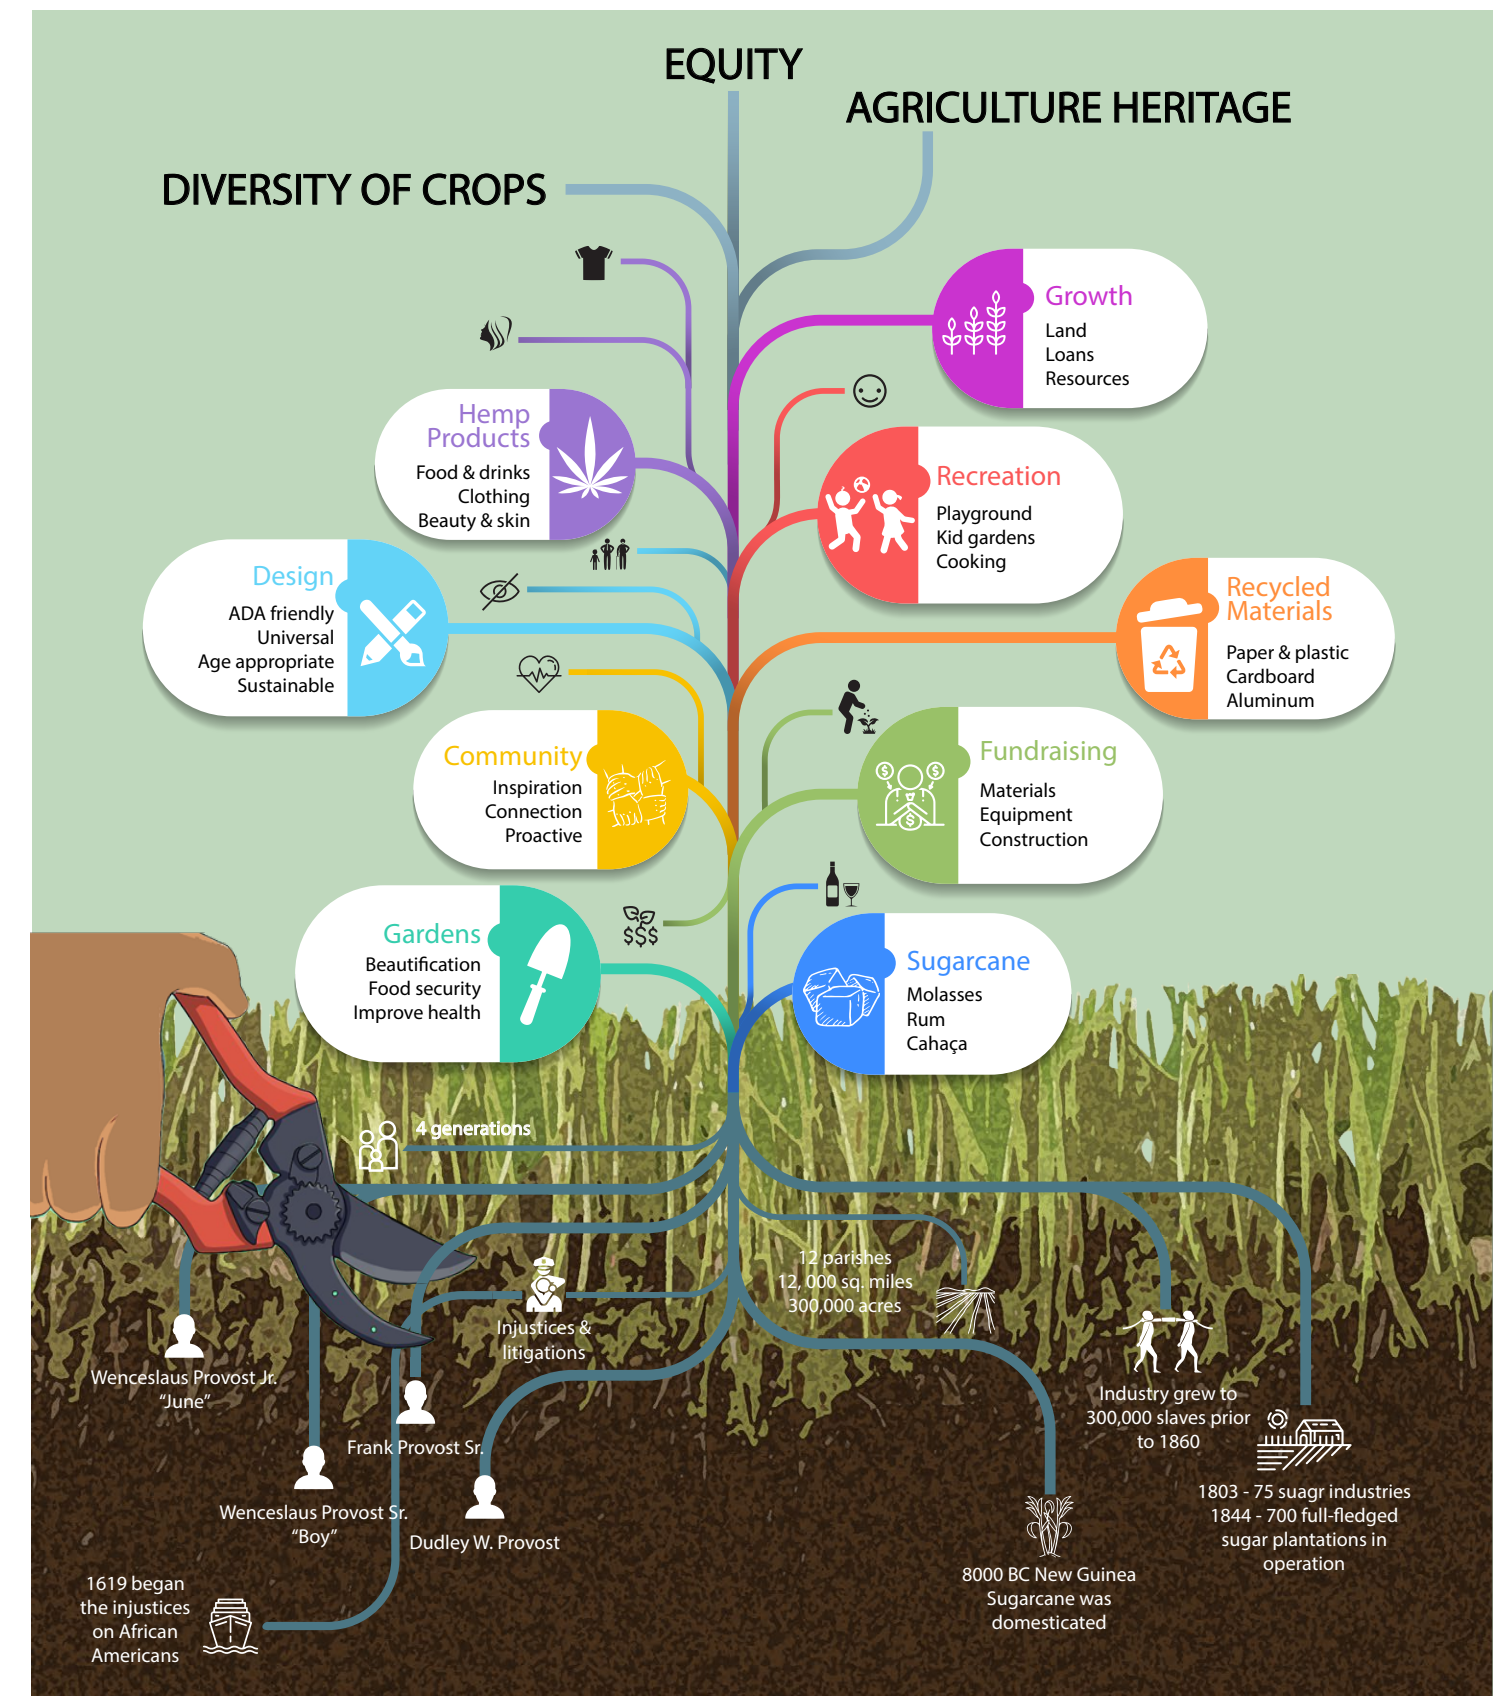 EQUITY
AGRICULTURE HERITAGE
DIVERSITY OF CROPS
Growth
Land
Loans
Resources
Hemp
Products
Food & drinks
Clothing
Beauty & skin
Recreation
Playground
Kid gardens
Cooking
Design
ADA friendly
Universal
Age appropriate
Sustainable
Recycled
Materials
Paper & plastic
Cardboard
Aluminum
Community
Inspiration
Connection
Proactive
Fundraising
Materials
Equipment
Construction
$ $
$
Gardens
Beautification
Food security
Improve health
$$$
Sugarcane
Molasses
Rum
Cahaça
4 generations
12 parishes
12, 000 sq. miles
300,000 acres
Injustices &
litigations
Wenceslaus Provost Jr.
“June”
Frank Provost Sr.
Wenceslaus Provost Sr.
“Boy”
Dudley W. Provost
Industry grew to
300,000 slaves prior
to 1860
1803 - 75 suagr industries
1844 - 700 full-fledged
sugar plantations in
operation
8000 BC New Guinea
Sugarcane was
domesticated
1619 began
the injustices
on African
Americans